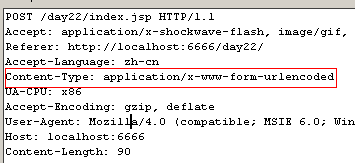 POST /day22/index.jsp HTTP/1.1
Accept: application/x-shockwave-flash, image/gif,
Referer: http://localhost:6666/day22/
Accept-Language: zh-cn
Content-Type: application/x-www-form-urlencoded
UA-CPU: x86
Accept-Encoding: gzip, deflate
User-Agent: Mozilla/4.0 (compatible; MSIE 6.0; Win
Host: localhost:6666
Content-Length: 90